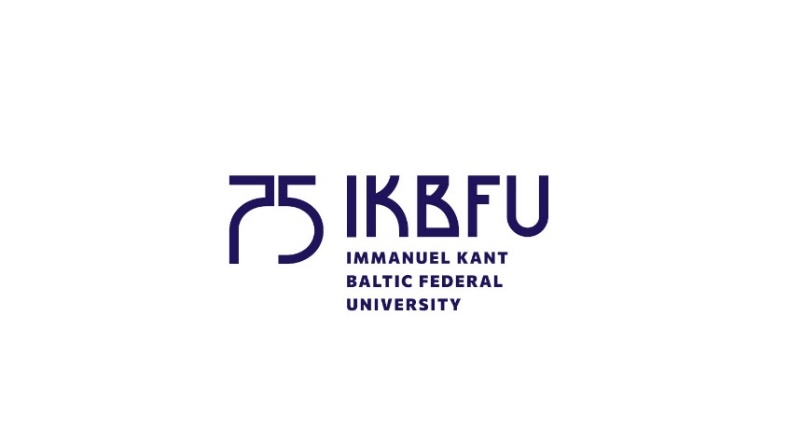 75 IKBFU
IMMANUEL KANT
BALTIC FEDERAL
UNIVERSITY